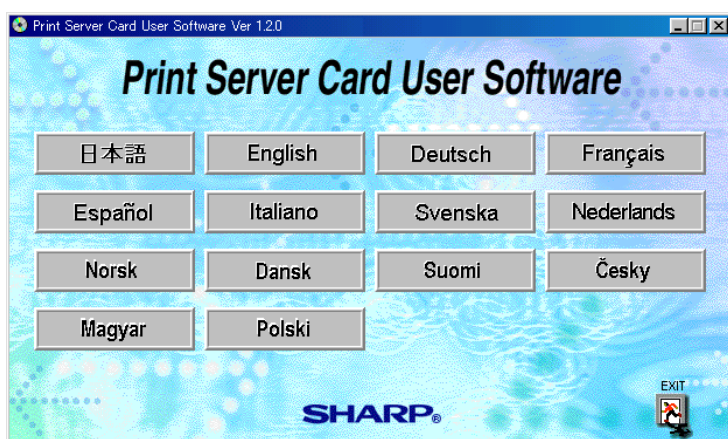 Print Server Card User Software Ver 1.2.0
Print Server Card User Software
日本語 English Deutsch Français
Español Italiano Svenska Nederlands
Norsk Dansk Suomi Česky
Magyar Polski
EXIT
SHARP®